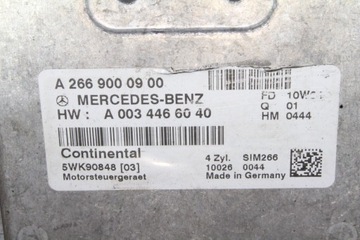 A 266 900 09 00
FD
MERCEDES-BENZ
Q 01
HW : A 003 446 60 40
HM 0444
Continental
4 Zyl. SIM266
5WK90848 [03]
10026 0044
Motorsteuergeraet
Made in Germany